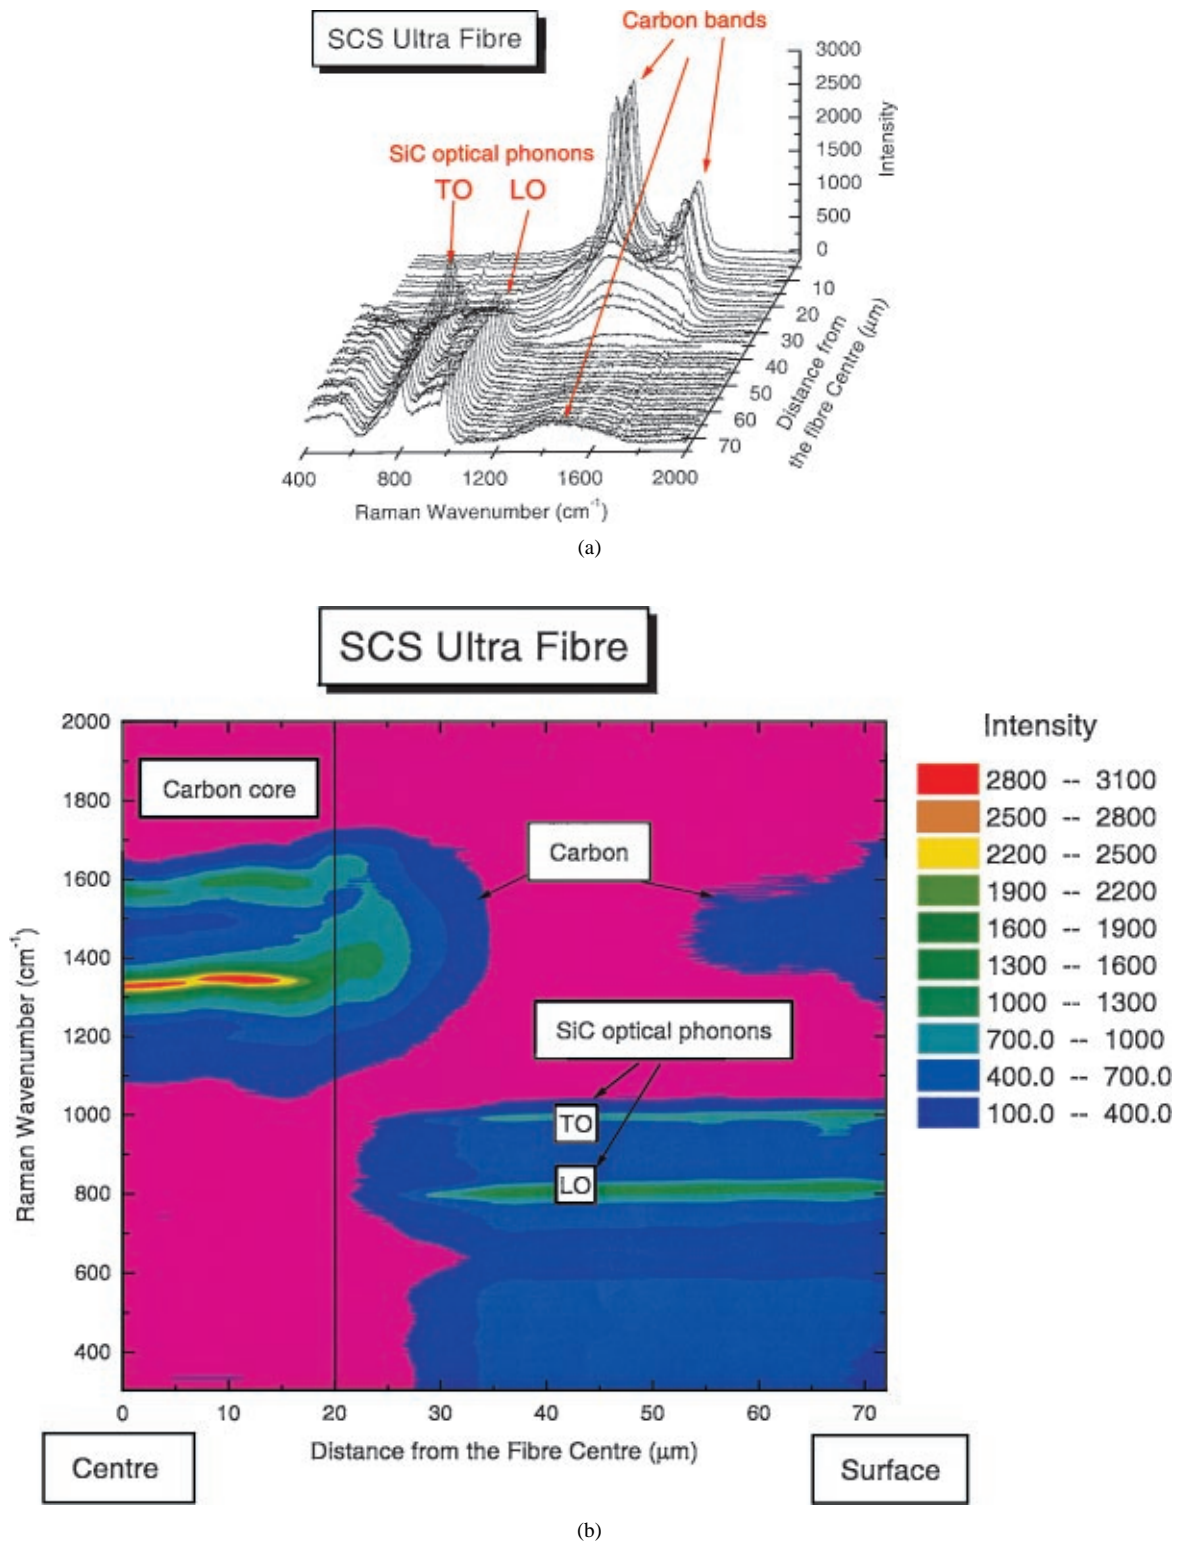 SCS Ultra Fibre
Carbon bands
SiC optical phonons
TO LO
3000
2500
2000
1500
1000
500
0
Intensity
10
20
30
40
50
60
70
Distance from
the fibre Centre (μm)
400 800 1200 1600 2000
Raman Wavenumber (cm-1)
(a)
SCS Ultra Fibre
2000
1800
1600
1400
1200
1000
800
600
400
Raman Wavenumber (cm-1)
Carbon core
Carbon
SiC optical phonons
TO
LO
Intensity
2800 -- 3100
2500 -- 2800
2200 -- 2500
1900 -- 2200
1600 -- 1900
1300 -- 1600
1000 -- 1300
700.0 -- 1000
400.0 -- 700.0
100.0 -- 400.0
0 10 20 30 40 50 60 70
Distance from the Fibre Centre (μm)
Centre
Surface
(b)